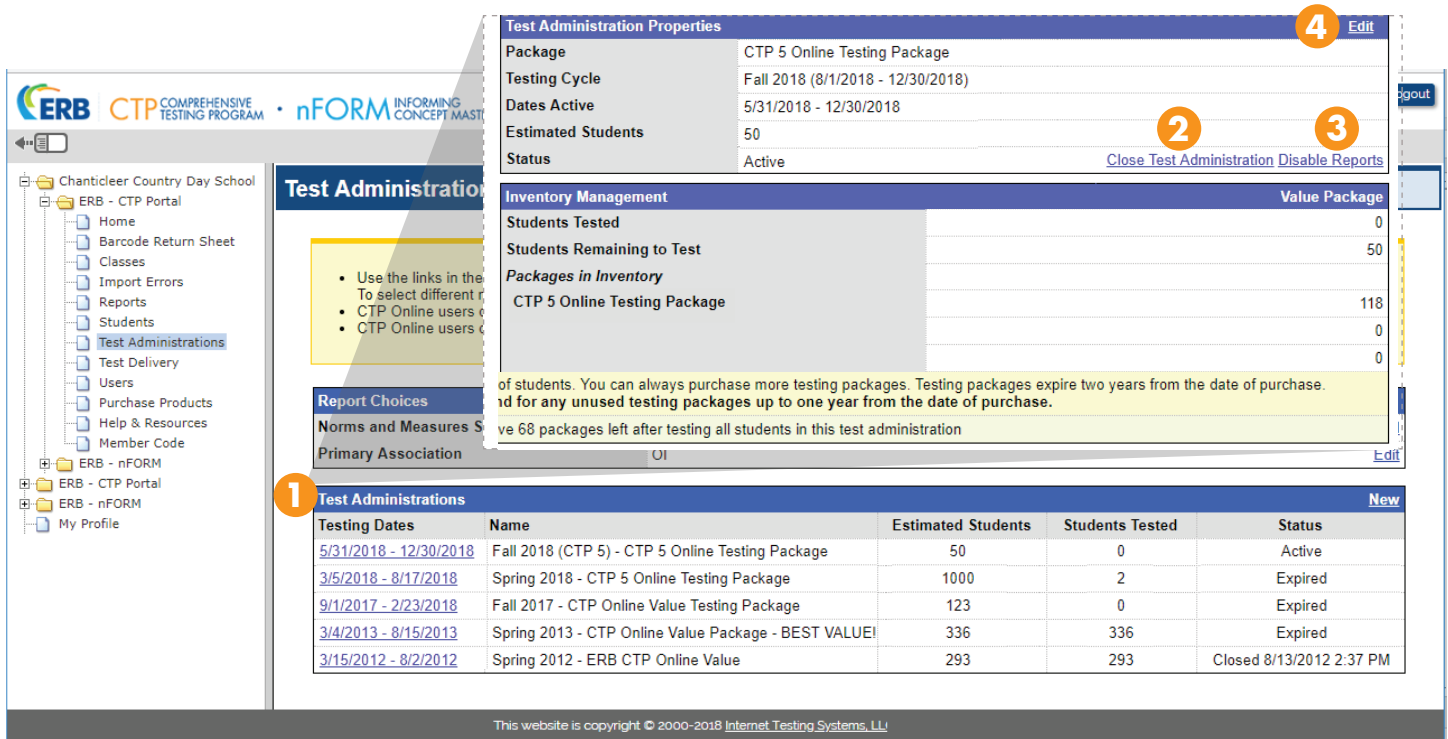 Test Administration Properties 4 Edit
Package CTP 5 Online Testing Package
Testing Cycle Fall 2018 (8/1/2018 - 12/30/2018)
Dates Active 5/31/2018 - 12/30/2018
Estimated Students 50
Status Active 2 Close Test Administration 3 Disable Reports
Inventory Management Value Package
Students Tested 0
Students Remaining to Test 50
Packages in Inventory
CTP 5 Online Testing Package 118
0
0
of students. You can always purchase more testing packages. Testing packages expire two years from the date of purchase.
for any unused testing packages up to one year from the date of purchase.
68 packages left after testing all students in this test administration
ERB CTP COMPREHENSIVE TESTING PROGRAM • nFORM INFORMING CONCEPT
Chanticleer Country Day School
ERB - CTP Portal
Home
Barcode Return Sheet
Classes
Import Errors
Reports
Students
Test Administrations
Test Delivery
Users
Purchase Products
Help & Resources
Member Code
ERB - nFORM
ERB - CTP Portal
ERB - nFORM
My Profile
Test
• Use the links in the
To select different
• CTP Online users
• CTP Online users
Report Choices
Norms and Measures
Primary Association Edit
1 Test Administrations New
Testing Dates Name Estimated Students Students Tested Status
5/31/2018 - 12/30/2018 Fall 2018 (CTP 5) - CTP 5 Online Testing Package 50 0 Active
3/5/2018 - 8/17/2018 Spring 2018 - CTP 5 Online Testing Package 1000 2 Expired
9/1/2017 - 2/23/2018 Fall 2017 - CTP Online Value Testing Package 123 0 Expired
3/4/2013 - 8/15/2013 Spring 2013 - CTP Online Value Package - BEST VALUE! 336 336 Expired
3/15/2012 - 8/2/2012 Spring 2012 - ERB CTP Online Value 293 293 Closed 8/13/2012 2:37 PM
This website is copyright © 2000-2018 Internet Testing Systems,